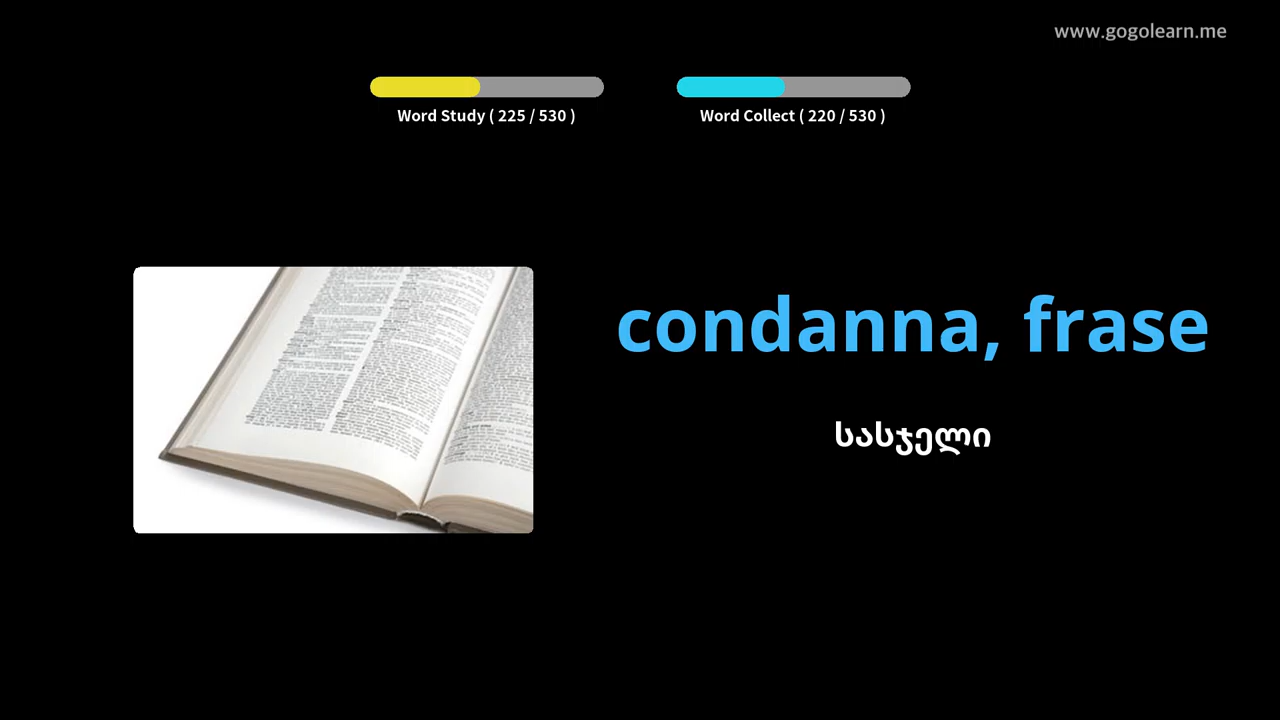 www.gogolearn.me
Word Study ( 225 / 530 )
Word Collect ( 220 / 530 )
condanna, frase
სასჯელი